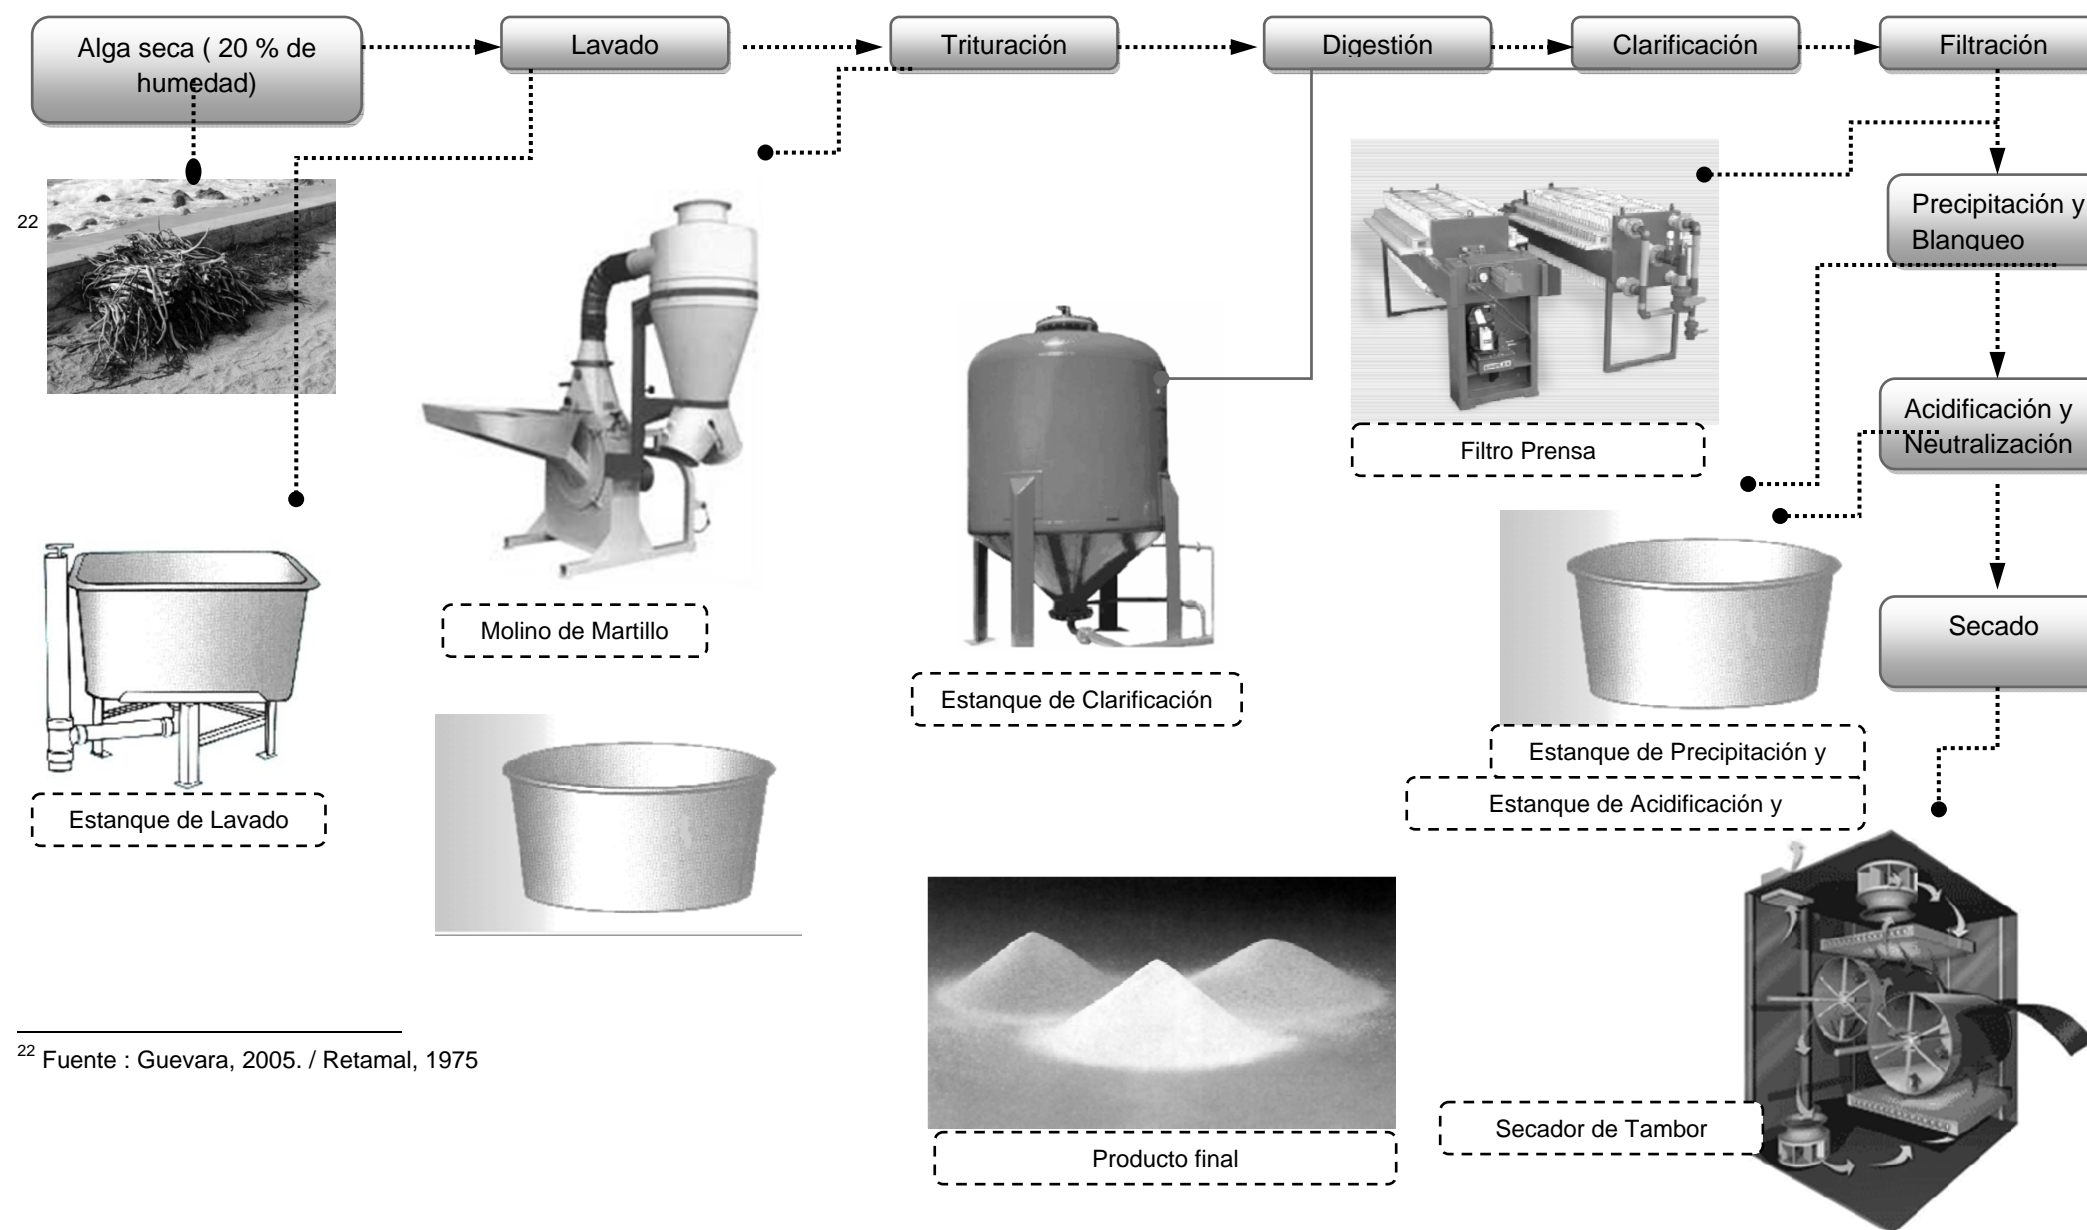 Alga seca ( 20 % de
humedad)
Lavado
Trituración
Digestión
Clarificación
Filtración
22
Precipitación y
Blanqueo
Acidificación y
Neutralización
Filtro Prensa
Secado
Molino de Martillo
Estanque de Clarificación
Estanque de Precipitación y
Estanque de Acidificación y
Estanque de Lavado
Secador de Tambor
Producto final
22 Fuente : Guevara, 2005. / Retamal, 1975